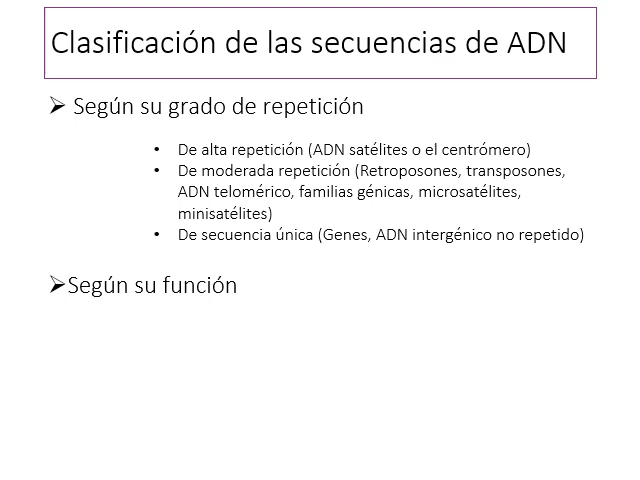 Clasificación de las secuencias de ADN
➢ Según su grado de repetición
• De alta repetición (ADN satélites o el centrómero)
• De moderada repetición (Retroposones, transposones,
ADN telomérico, familias génicas, microsatélites,
minisatélites)
• De secuencia única (Genes, ADN intergénico no repetido)
➢Según su función